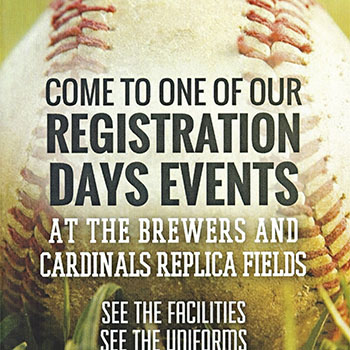 COME TO ONE OF OUR
REGISTRATION
DAYS EVENTS
AT THE BREWERS AND
CARDINALS REPLICA FIELDS
SEE THE FACILITIES
SEE THE UNIFORMS